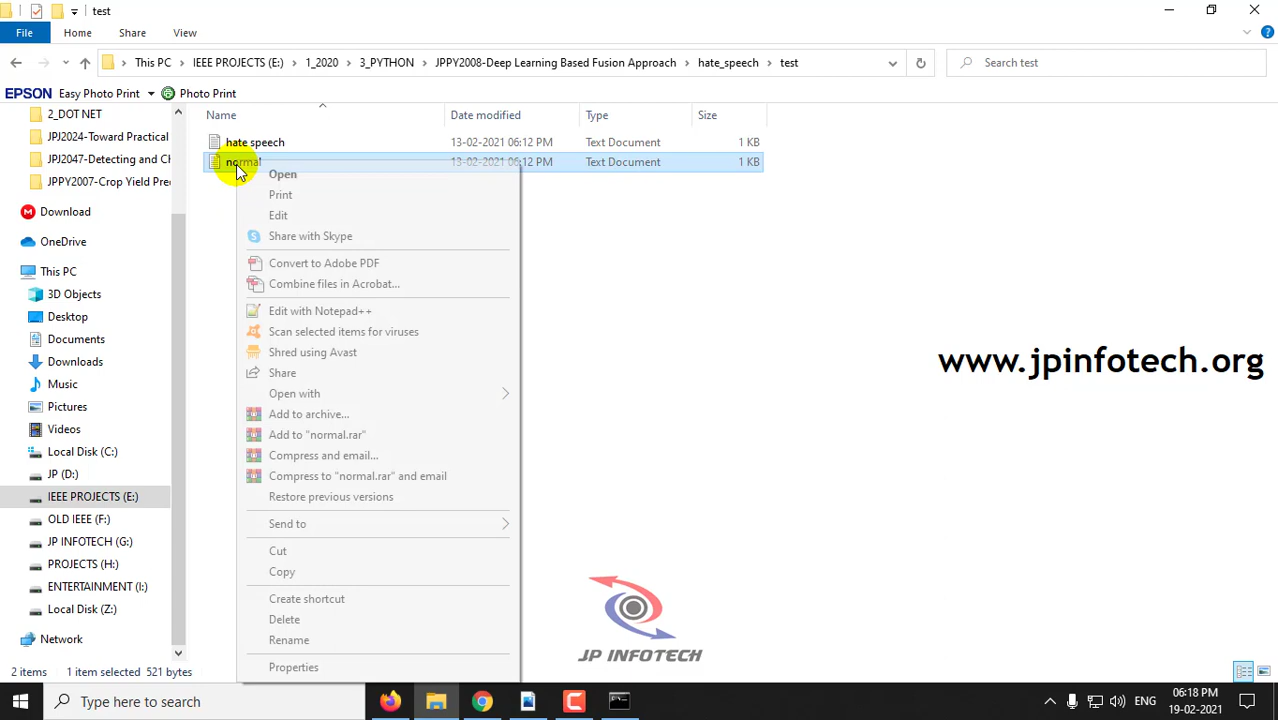 test
File
Home
Share
View
This PC
IEEE PROJECTS (E:)
1_2020
3_PYTHON
JPPY2008-Deep Learning Based Fusion Approach
hate_speech
test
Search test
EPSON
Easy Photo Print
Photo Print
2_DOT NET
JPJ2024-Toward Practical
JPJ2047-Detecting and Ch
JPPY2007-Crop Yield Prec
Download
OneDrive
This PC
3D Objects
Desktop
Documents
Downloads
Music
Pictures
Videos
Local Disk (C:)
JP (D:)
IEEE PROJECTS (E:)
OLD IEEE (F:)
JP INFOTECH (G:)
PROJECTS (H:)
ENTERTAINMENT (I:)
Local Disk (Z:)
Network
Name
Date modified
Type
Size
hate speech
13-02-2021 06:12 PM
Text Document
1 KB
normal
13-02-2021 06:12 PM
Text Document
1 KB
Open
Print
Edit
Share with Skype
Convert to Adobe PDF
Combine files in Acrobat...
Edit with Notepad++
Scan selected items for viruses
Shred using Avast
Share
Open with
Add to archive...
Add to "normal.rar"
Compress and email...
Compress to "normal.rar" and email
Restore previous versions
Send to
Cut
Copy
Create shortcut
Delete
Rename
Properties
www.jpinfotech.org
JP INFOTECH
2 items
1 item selected 521 bytes
Type here to search
ENG
06:18 PM
19-02-2021